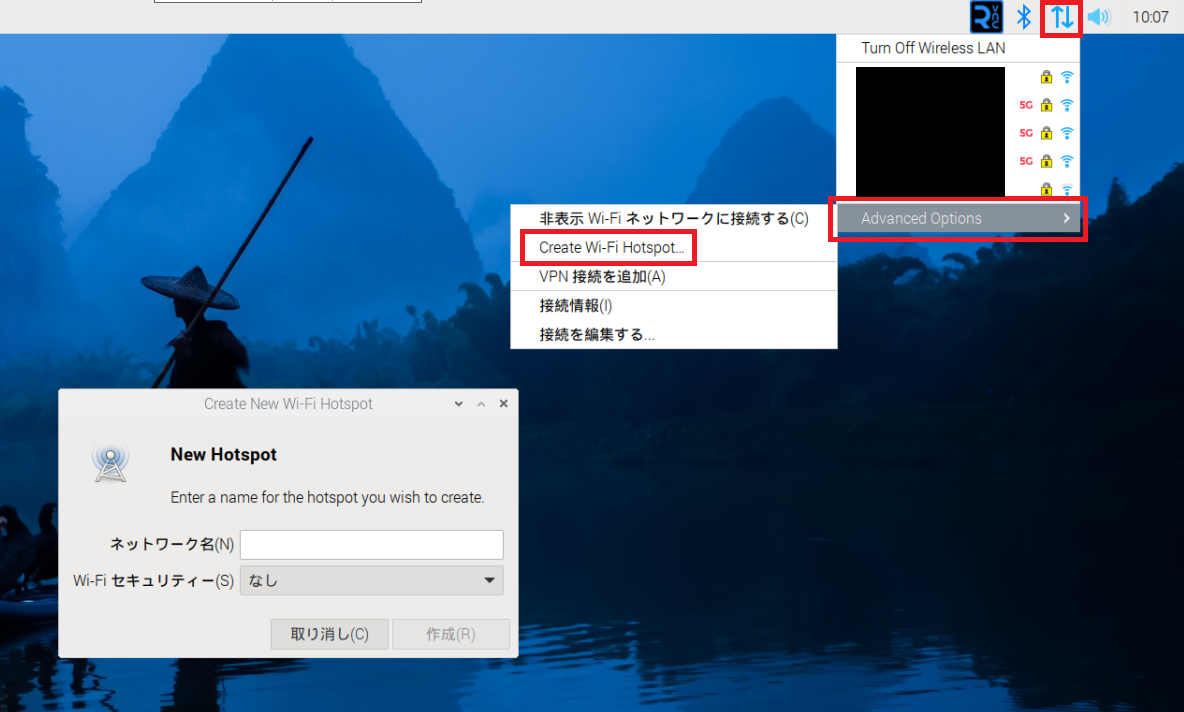 VNC
10:07
Turn Off Wireless LAN
5G
5G
5G
Advanced Options
非表示 Wi-Fi ネットワークに接続する(C)
Create Wi-Fi Hotspot...
VPN 接続を追加(A)
接続情報(I)
接続を編集する...
Create New Wi-Fi Hotspot
New Hotspot
Enter a name for the hotspot you wish to create.
ネットワーク名(N)
Wi-Fi セキュリティー(S) なし
取り消し(C) 作成(R)